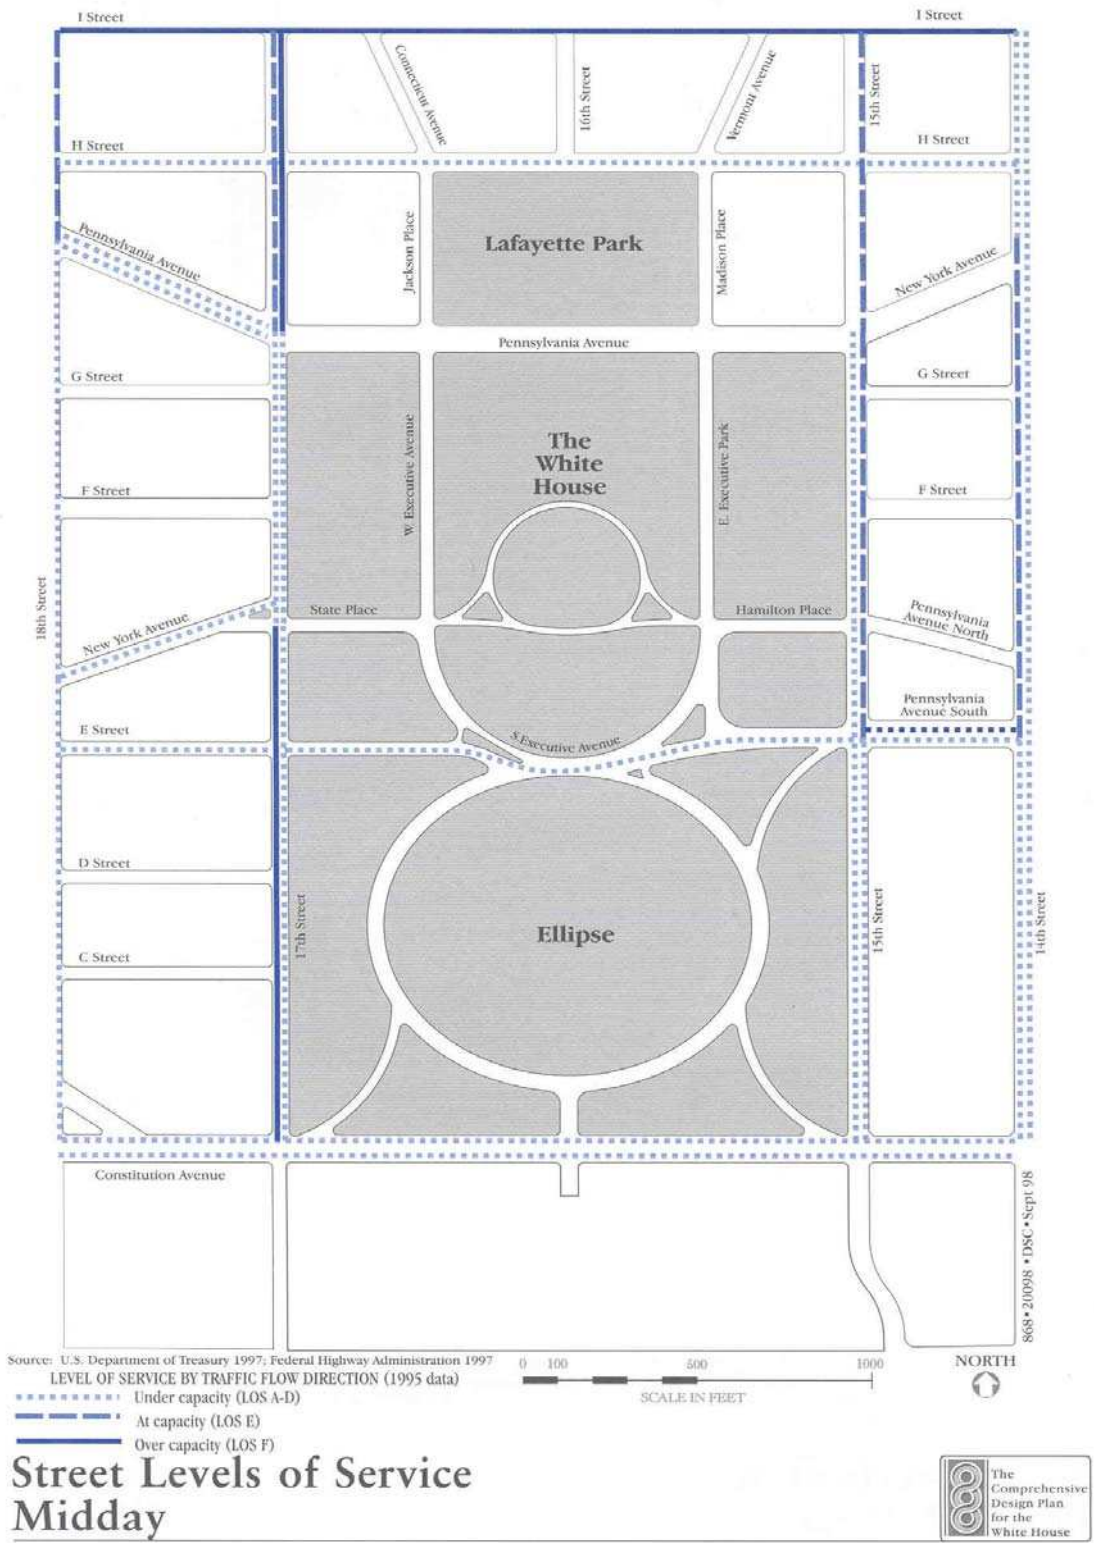 I Street
I Street
Connecticut Avenue
16th Street
Vermont Avenue
15th Street
H Street
H Street
Pennsylvania Avenue
Jackson Place
Lafayette Park
Madison Place
New York Avenue
Pennsylvania Avenue
G Street
G Street
W. Executive Avenue
The
White
House
E. Executive Park
F Street
F Street
18th Street
New York Avenue
State Place
Hamilton Place
Pennsylvania
Avenue North
Pennsylvania
Avenue South
E Street
S Executive Avenue
D Street
17th Street
Ellipse
15th Street
14th Street
C Street
Constitution Avenue
868 • 20098 • DSC • Sept 98
Source: U.S. Department of Treasury 1997; Federal Highway Administration 1997
LEVEL OF SERVICE BY TRAFFIC FLOW DIRECTION (1995 data)
Under capacity (LOS A-D)
At capacity (LOS E)
Over capacity (LOS F)
0 100 500 1000
SCALE IN FEET
NORTH
Street Levels of Service
Midday
The
Comprehensive
Design Plan
for the
White House